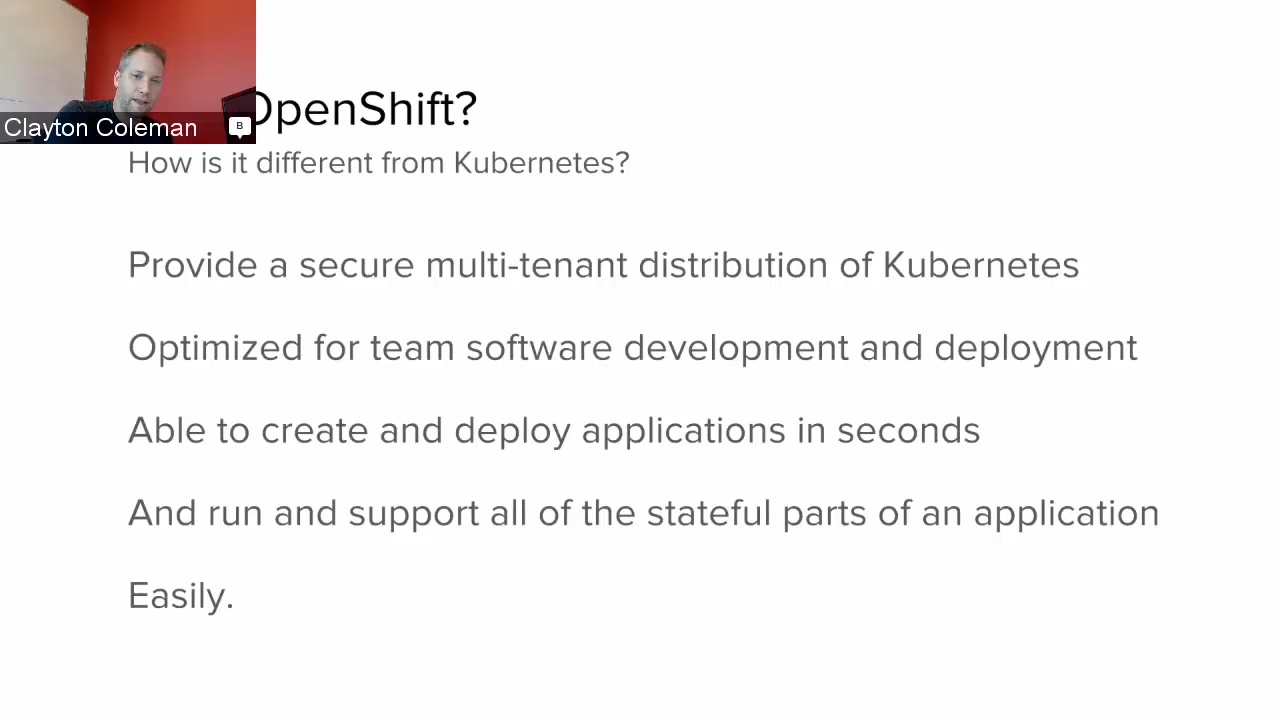 OpenShift?
Clayton Coleman
B
How is it different from Kubernetes?
Provide a secure multi-tenant distribution of Kubernetes
Optimized for team software development and deployment
Able to create and deploy applications in seconds
And run and support all of the stateful parts of an application
Easily.